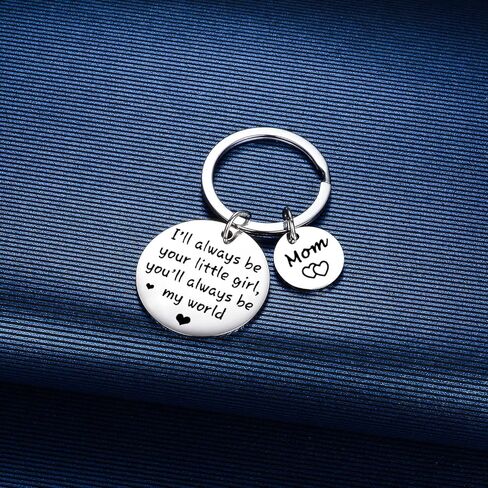 I'll always be
your little girl,
you'll always be
my world
Mom